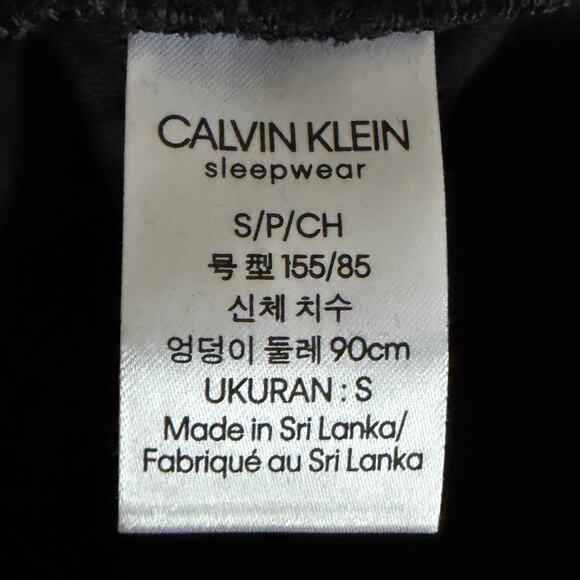 CALVIN KLEIN
sleepwear
S/P/CH
号型 155/85
신체 치수
엉덩이 둘레 90cm
UKURAN : S
Made in Sri Lanka/
Fabriqué au Sri Lanka